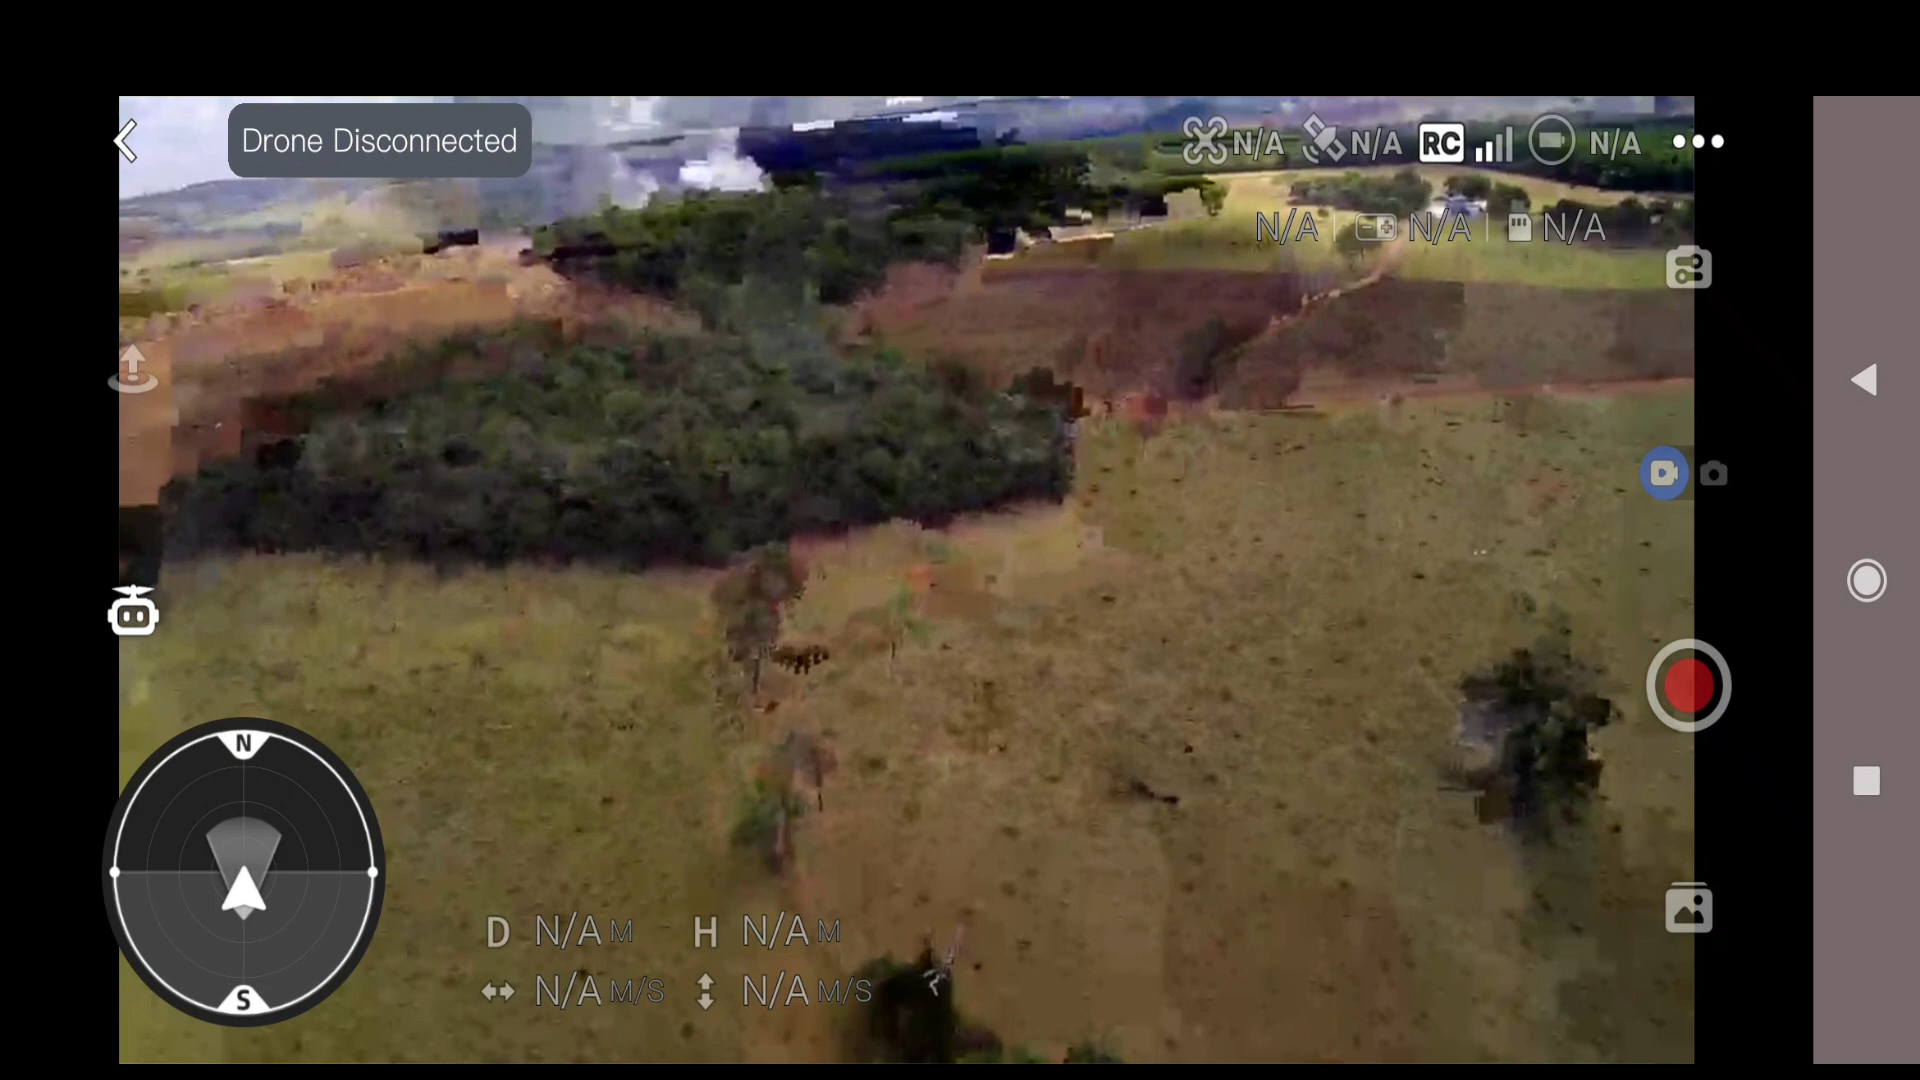 Drone Disconnected
N/A N/A RC N/A
N/A N/A N/A
N
S
D N/A M H N/A M
N/A M/S N/A M/S